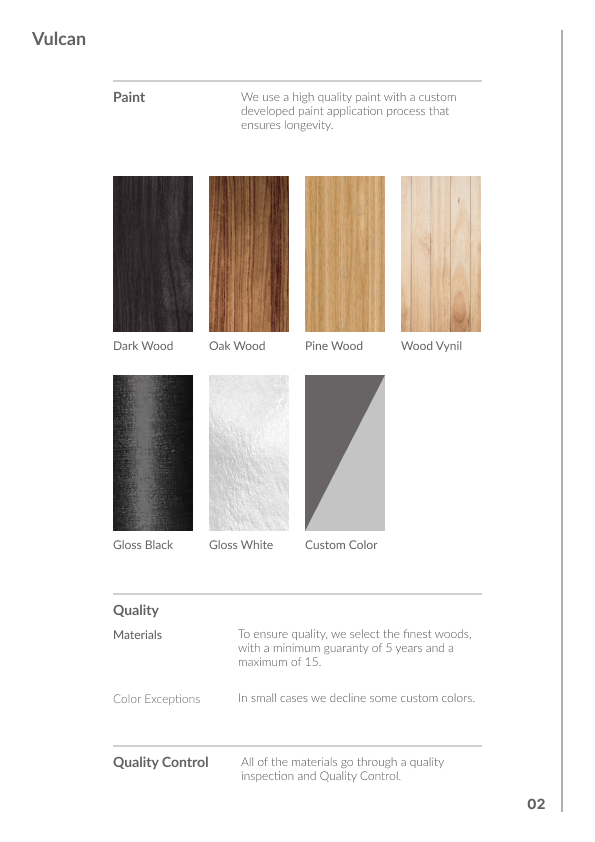 Vulcan
Paint
We use a high quality paint with a custom
developed paint application process that
ensures longevity.
Dark Wood
Oak Wood
Pine Wood
Wood Vynil
Gloss Black
Gloss White
Custom Color
Quality
Materials
To ensure quality, we select the finest woods,
with a minimum guaranty of 5 years and a
maximum of 15.
Color Exceptions
In small cases we decline some custom colors.
Quality Control
All of the materials go through a quality
inspection and Quality Control.
02